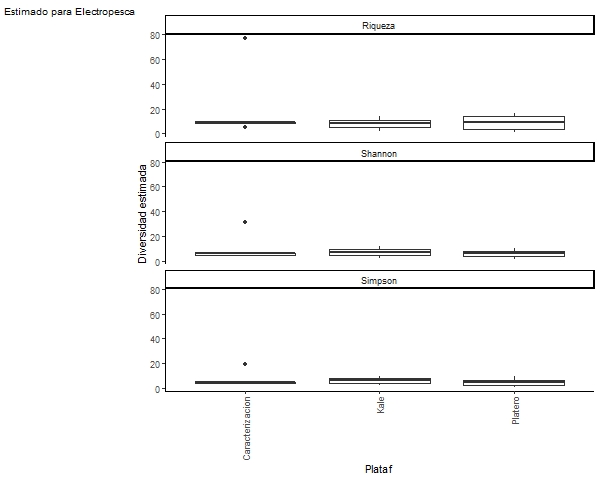 Estimado para Electropesca
Riqueza
80
60
40
20
0
Shannon
80
60
40
20
0
Simpson
80
60
40
20
0
Diversidad estimada
Caracterizacion
Kale
Platero
Plataf